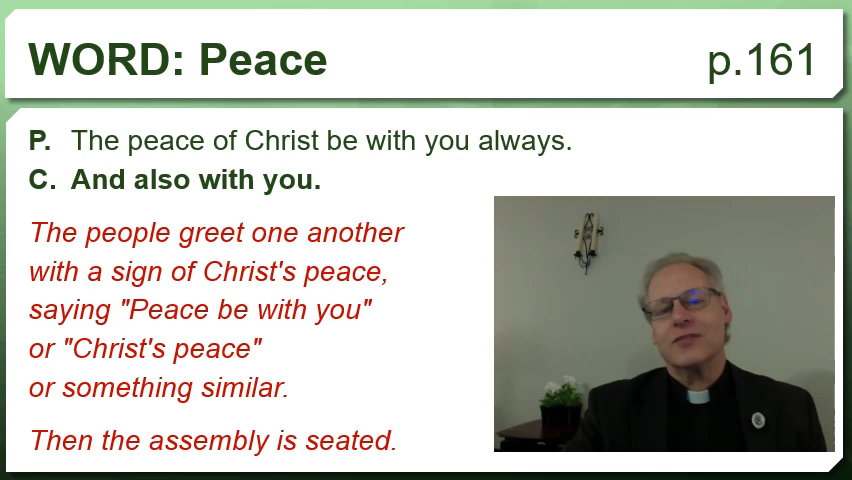 WORD: Peace p.161
P. The peace of Christ be with you always.
C. And also with you.
The people greet one another
with a sign of Christ's peace,
saying "Peace be with you"
or "Christ's peace"
or something similar.
Then the assembly is seated.